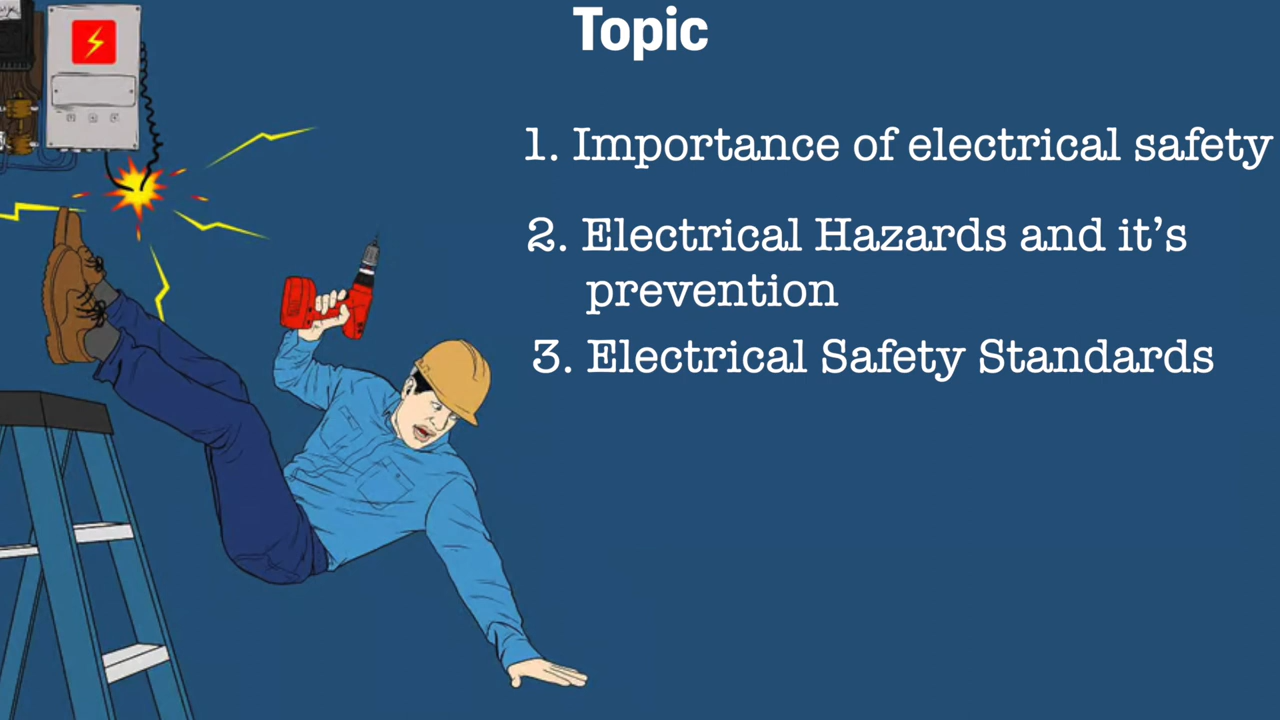 Topic
1. Importance of electrical safety
2. Electrical Hazards and it's
prevention
3. Electrical Safety Standards